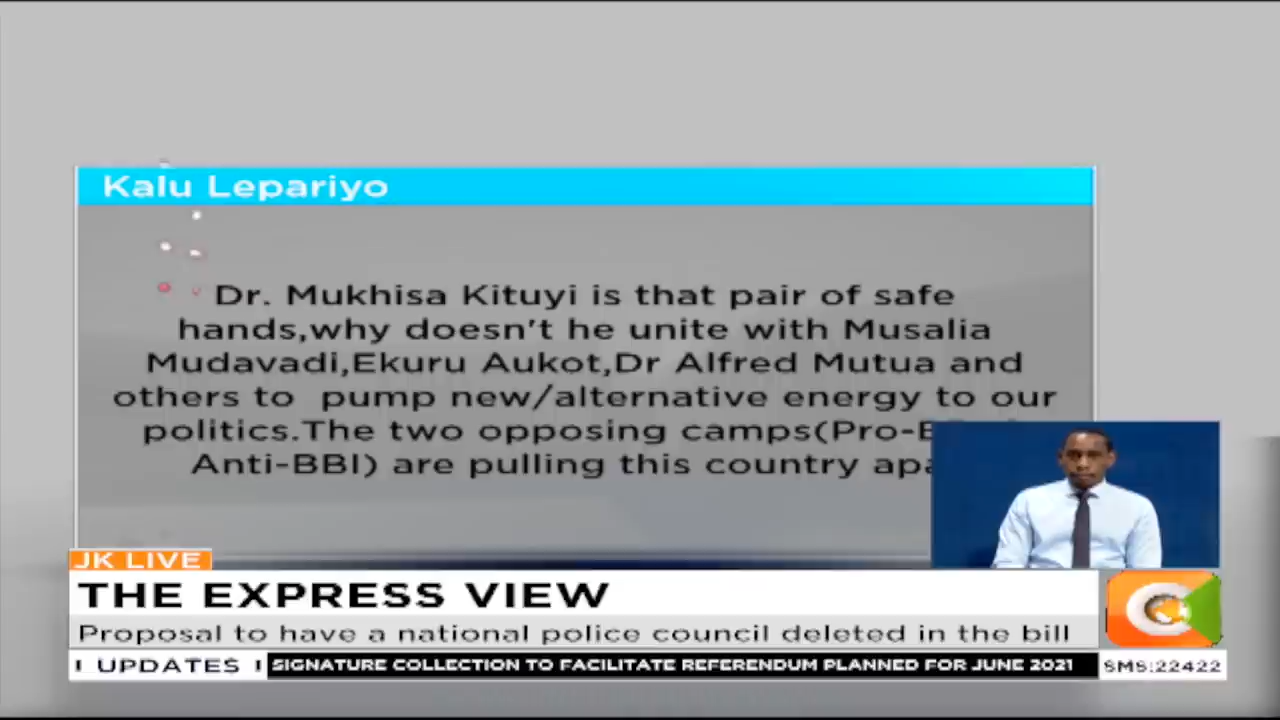 Kalu Lepariyo
Dr. Mukhisa Kituyi is that pair of safe
hands,why doesn't he unite with Musalia
Mudavadi,Ekuru Aukot,Dr Alfred Mutua and
others to pump new/alternative energy to our
politics.The two opposing camps(Pro-
Anti-BBI) are pulling this country
JK LIVE
THE EXPRESS VIEW
Proposal to have a national police council deleted in the bill
UPDATES
SIGNATURE COLLECTION TO FACILITATE REFERENDUM PLANNED FOR JUNE 2021
SMS:22422